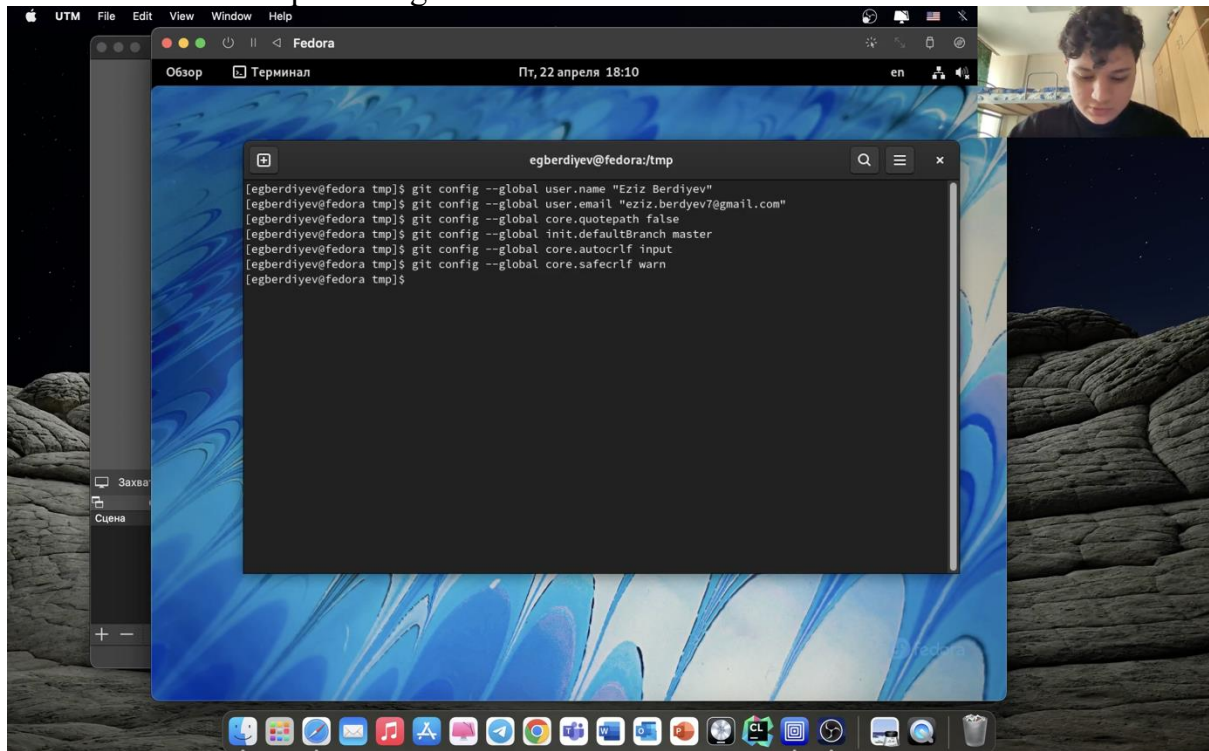 UTM File Edit View Window Help
Fedora
Обзор Терминал Пт, 22 апреля 18:10 en
egberdiyev@fedora:/tmp
[egberdiyev@fedora tmp]$ git config --global user.name "Eziz Berdiyev"
[egberdiyev@fedora tmp]$ git config --global user.email "eziz.berdyev7@gmail.com"
[egberdiyev@fedora tmp]$ git config --global core.quotepath false
[egberdiyev@fedora tmp]$ git config --global init.defaultBranch master
[egberdiyev@fedora tmp]$ git config --global core.autocrlf input
[egberdiyev@fedora tmp]$ git config --global core.safecrlf warn
[egberdiyev@fedora tmp]$
Захва
Сцена
fedora
CL